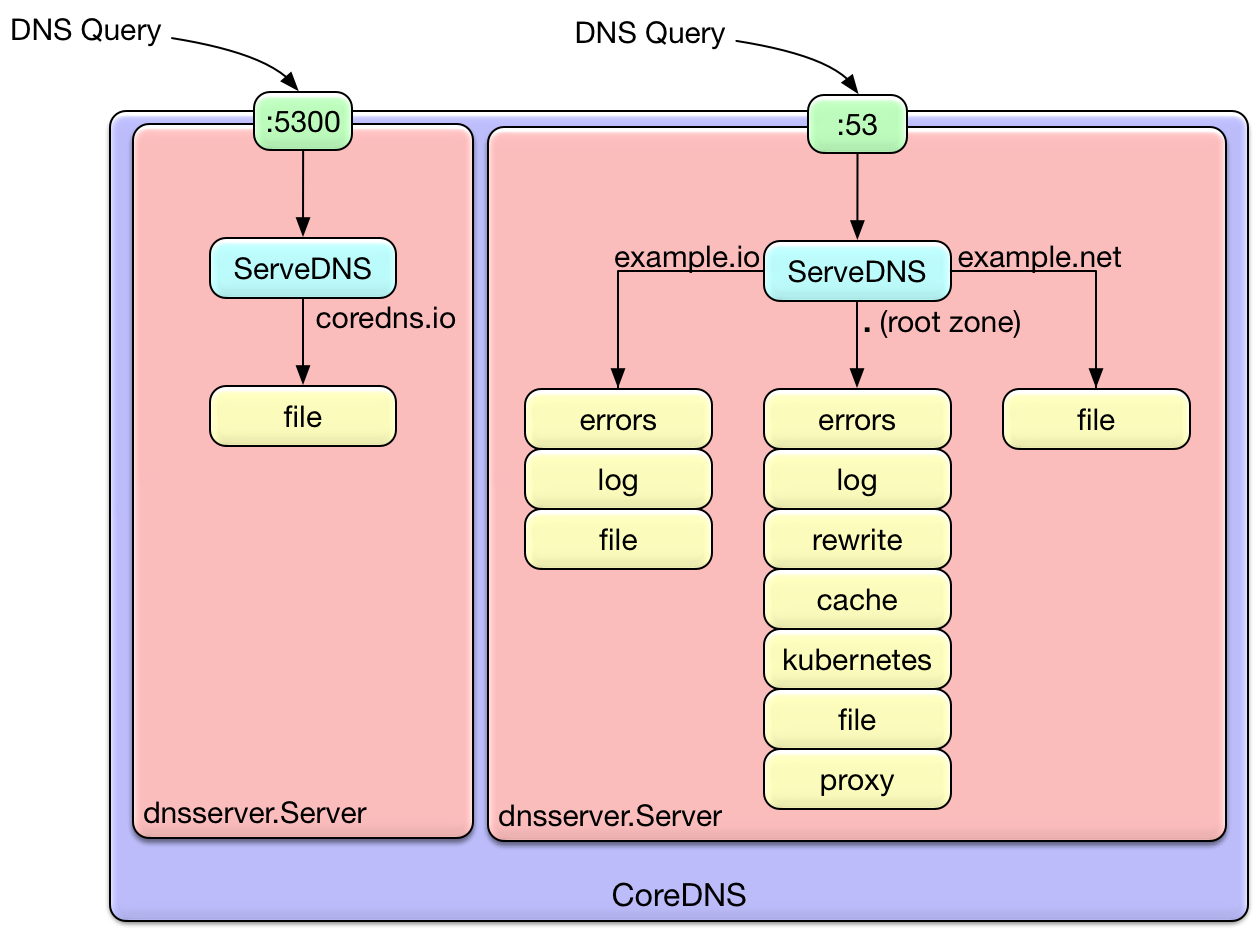 DNS Query
DNS Query
:5300
:53
ServeDNS
coredns.io
file
example.io
ServeDNS
example.net
. (root zone)
errors
log
file
errors
log
rewrite
cache
kubernetes
file
proxy
file
dnsserver.Server
dnsserver.Server
CoreDNS